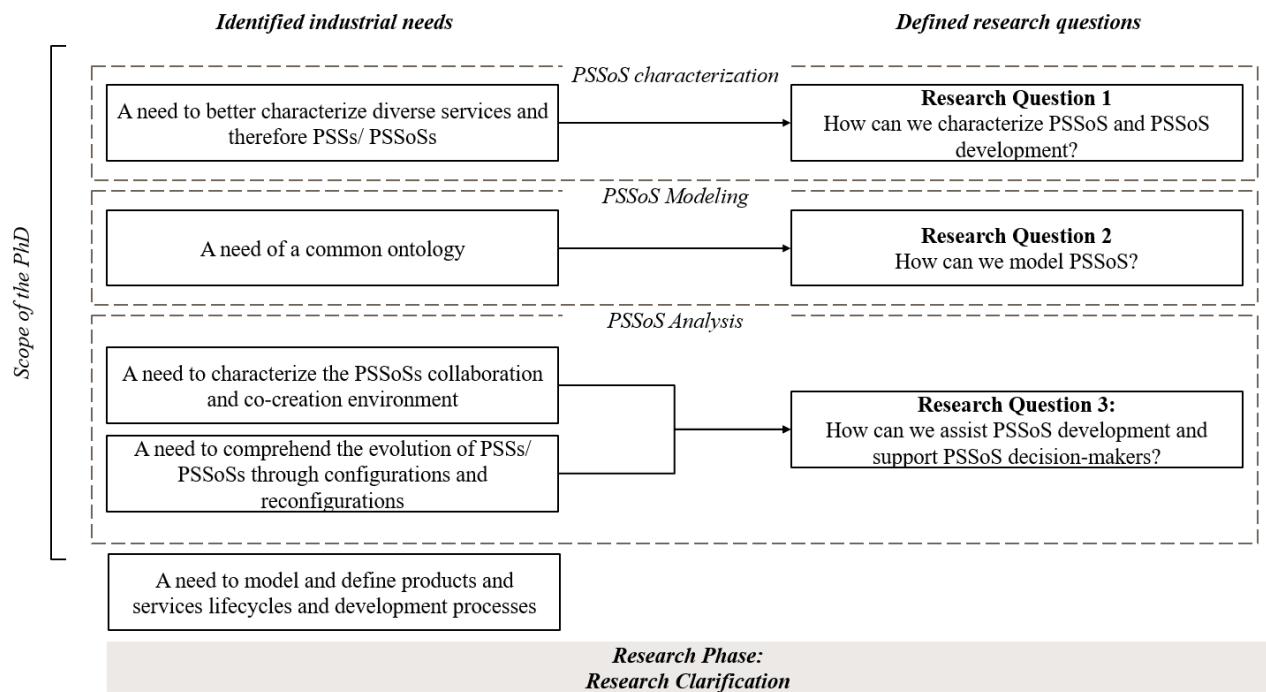 Identified industrial needs
Defined research questions
Scope of the PhD
PSSoS characterization
A need to better characterize diverse services and
therefore PSSs/ PSSoSs
Research Question 1
How can we characterize PSSoS and PSSoS
development?
PSSoS Modeling
A need of a common ontology
Research Question 2
How can we model PSSoS?
PSSoS Analysis
A need to characterize the PSSoSs collaboration
and co-creation environment
A need to comprehend the evolution of PSSs/
PSSoSs through configurations and
reconfigurations
Research Question 3:
How can we assist PSSoS development and
support PSSoS decision-makers?
A need to model and define products and
services lifecycles and development processes
Research Phase:
Research Clarification